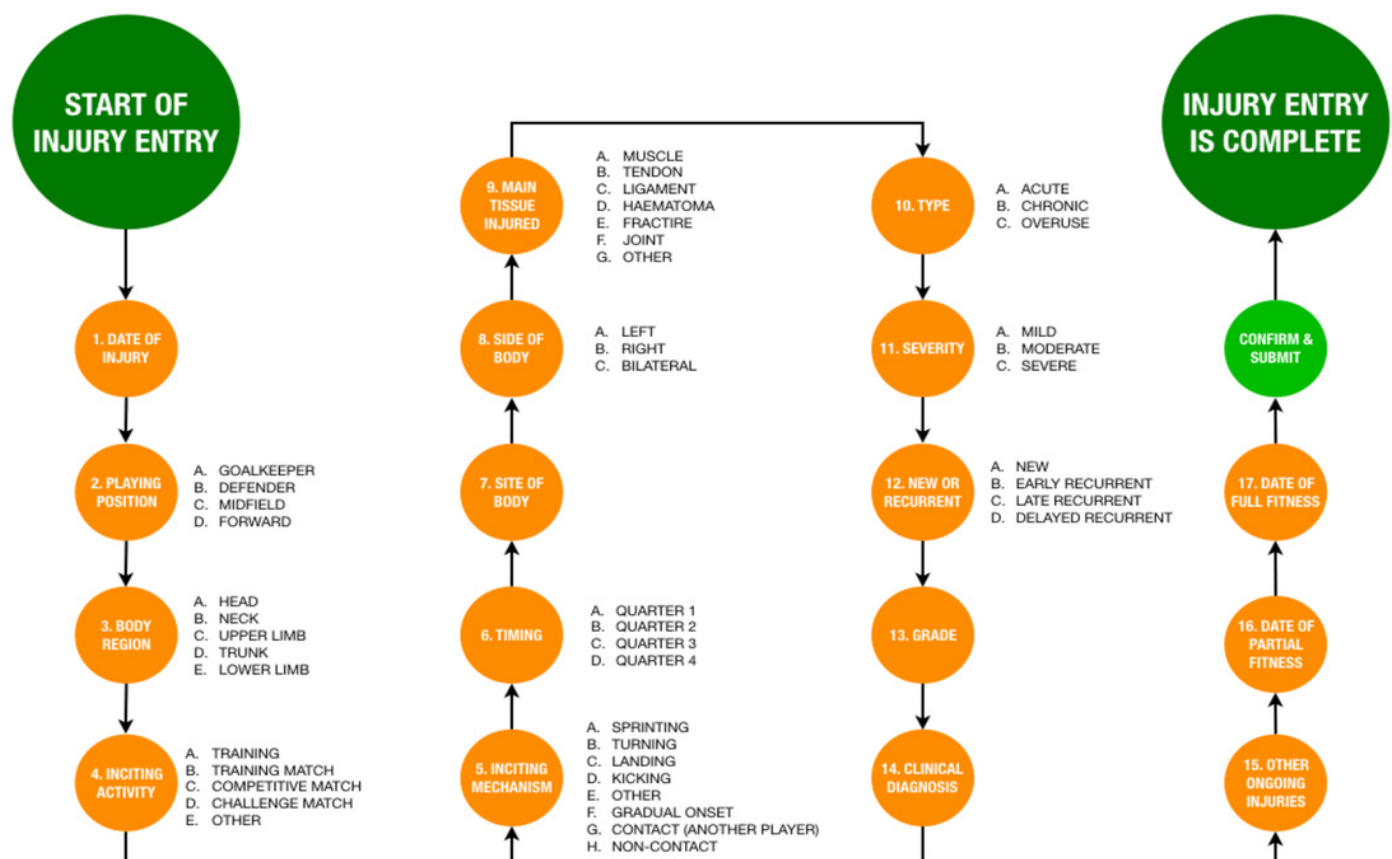 START OF
INJURY ENTRY
1. DATE OF
INJURY
2. PLAYING
POSITION
A. GOALKEEPER
B. DEFENDER
C. MIDFIELD
D. FORWARD
3. BODY
REGION
A. HEAD
B. NECK
C. UPPER LIMB
D. TRUNK
E. LOWER LIMB
4. INCITING
ACTIVITY
A. TRAINING
B. TRAINING MATCH
C. COMPETITIVE MATCH
D. CHALLENGE MATCH
E. OTHER
5. INCITING
MECHANISM
A. SPRINTING
B. TURNING
C. LANDING
D. KICKING
E. OTHER
F. GRADUAL ONSET
G. CONTACT (ANOTHER PLAYER)
H. NON-CONTACT
6. TIMING
A. QUARTER 1
B. QUARTER 2
C. QUARTER 3
D. QUARTER 4
7. SITE OF
BODY
8. SIDE OF
BODY
A. LEFT
B. RIGHT
C. BILATERAL
9. MAIN
TISSUE
INJURED
A. MUSCLE
B. TENDON
C. LIGAMENT
D. HAEMATOMA
E. FRACTIRE
F. JOINT
G. OTHER
10. TYPE
A. ACUTE
B. CHRONIC
C. OVERUSE
11. SEVERITY
A. MILD
B. MODERATE
C. SEVERE
12. NEW OR
RECURRENT
A. NEW
B. EARLY RECURRENT
C. LATE RECURRENT
D. DELAYED RECURRENT
13. GRADE
14. CLINICAL
DIAGNOSIS
15. OTHER
ONGOING
INJURIES
16. DATE OF
PARTIAL
FITNESS
17. DATE OF
FULL FITNESS
CONFIRM &
SUBMIT
INJURY ENTRY
IS COMPLETE